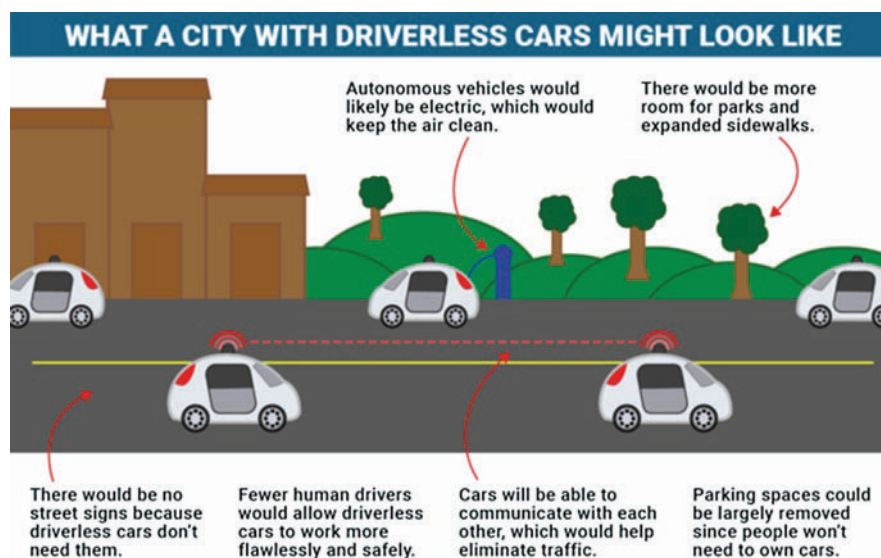 WHAT A CITY WITH DRIVERLESS CARS MIGHT LOOK LIKE
Autonomous vehicles would
likely be electric, which would
keep the air clean.
There would be more
room for parks and
expanded sidewalks.
There would be no
street signs because
driverless cars don't
need them.
Fewer human drivers
would allow driverless
cars to work more
flawlessly and safely.
Cars will be able to
communicate with each
other, which would help
eliminate traffic.
Parking spaces could
be largely removed
since people won't
need to own cars.